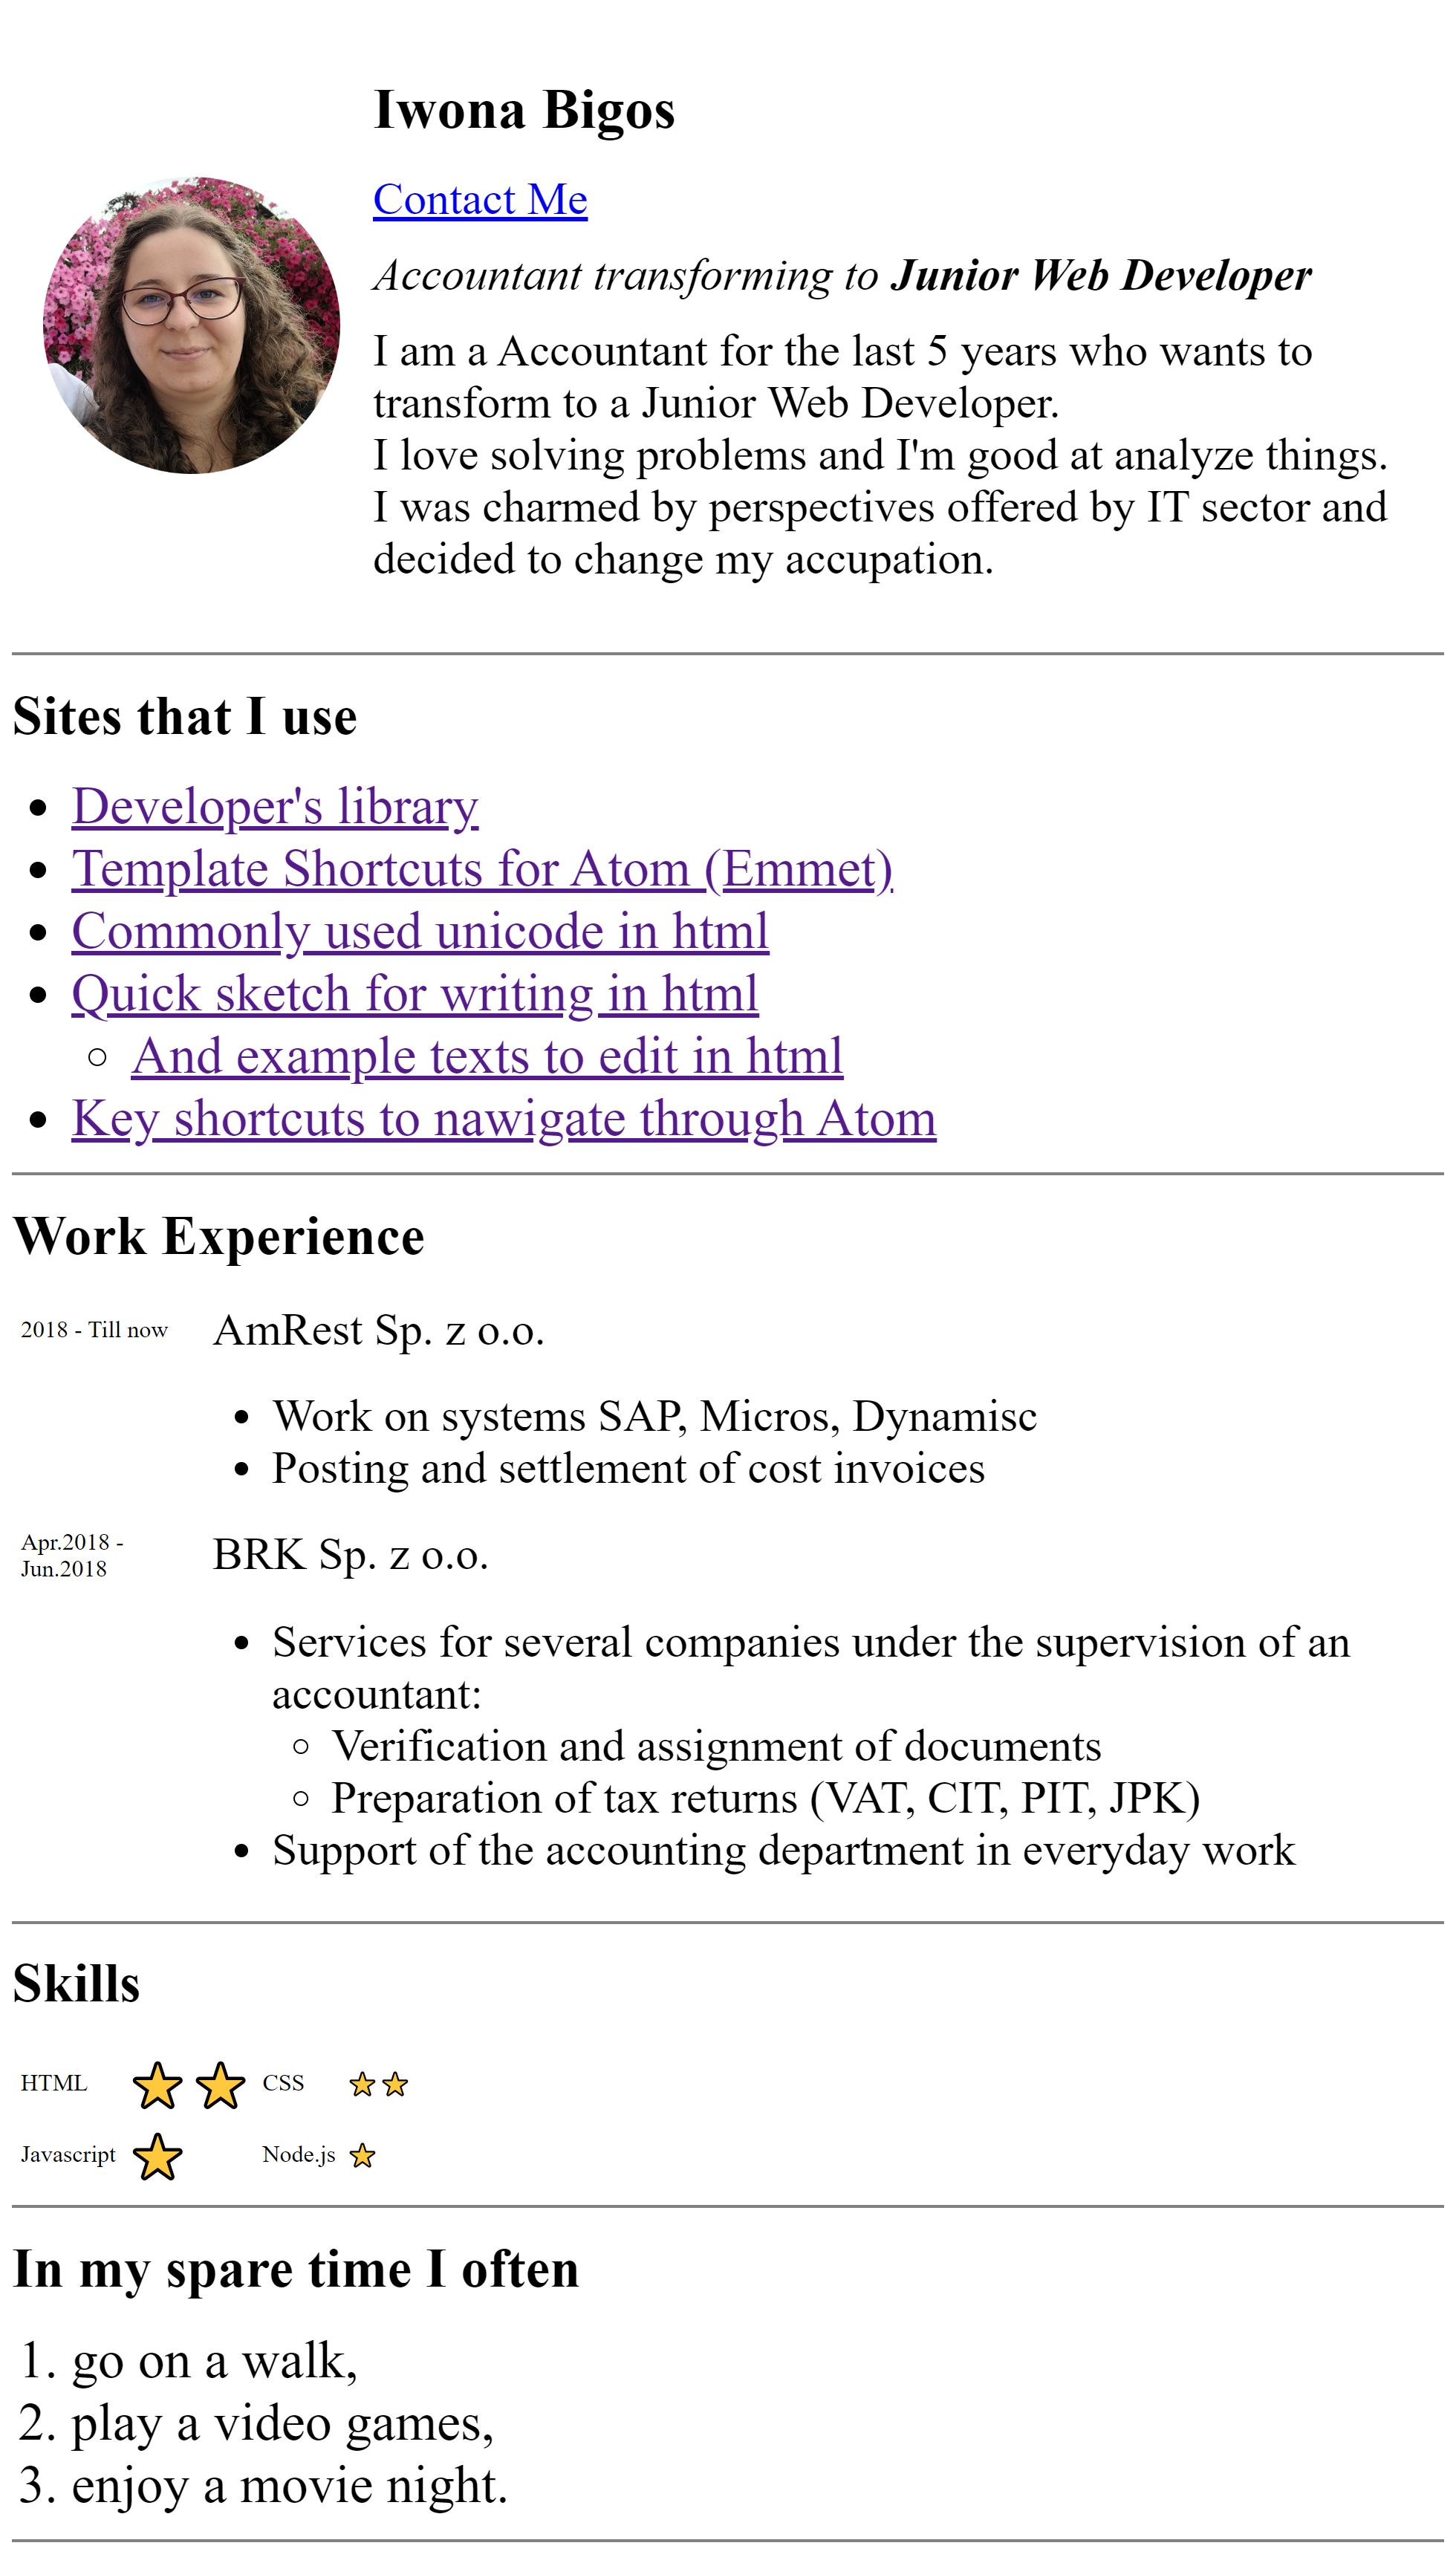 Iwona Bigos
Contact Me
Accountant transforming to Junior Web Developer
I am a Accountant for the last 5 years who wants to
transform to a Junior Web Developer.
I love solving problems and I'm good at analyze things.
I was charmed by perspectives offered by IT sector and
decided to change my accupation.
Sites that I use
Developer's library
Template Shortcuts for Atom (Emmet)
Commonly used unicode in html
Quick sketch for writing in html
And example texts to edit in html
Key shortcuts to nawigate through Atom
Work Experience
2018 - Till now
AmRest Sp. z o.o.
Work on systems SAP, Micros, Dynamisc
Posting and settlement of cost invoices
Apr.2018 -
Jun.2018
BRK Sp. z o.o.
Services for several companies under the supervision of an
accountant:
Verification and assignment of documents
Preparation of tax returns (VAT, CIT, PIT, JPK)
Support of the accounting department in everyday work
Skills
HTML
CSS
Javascript
Node.js
In my spare time I often
1. go on a walk,
2. play a video games,
3. enjoy a movie night.